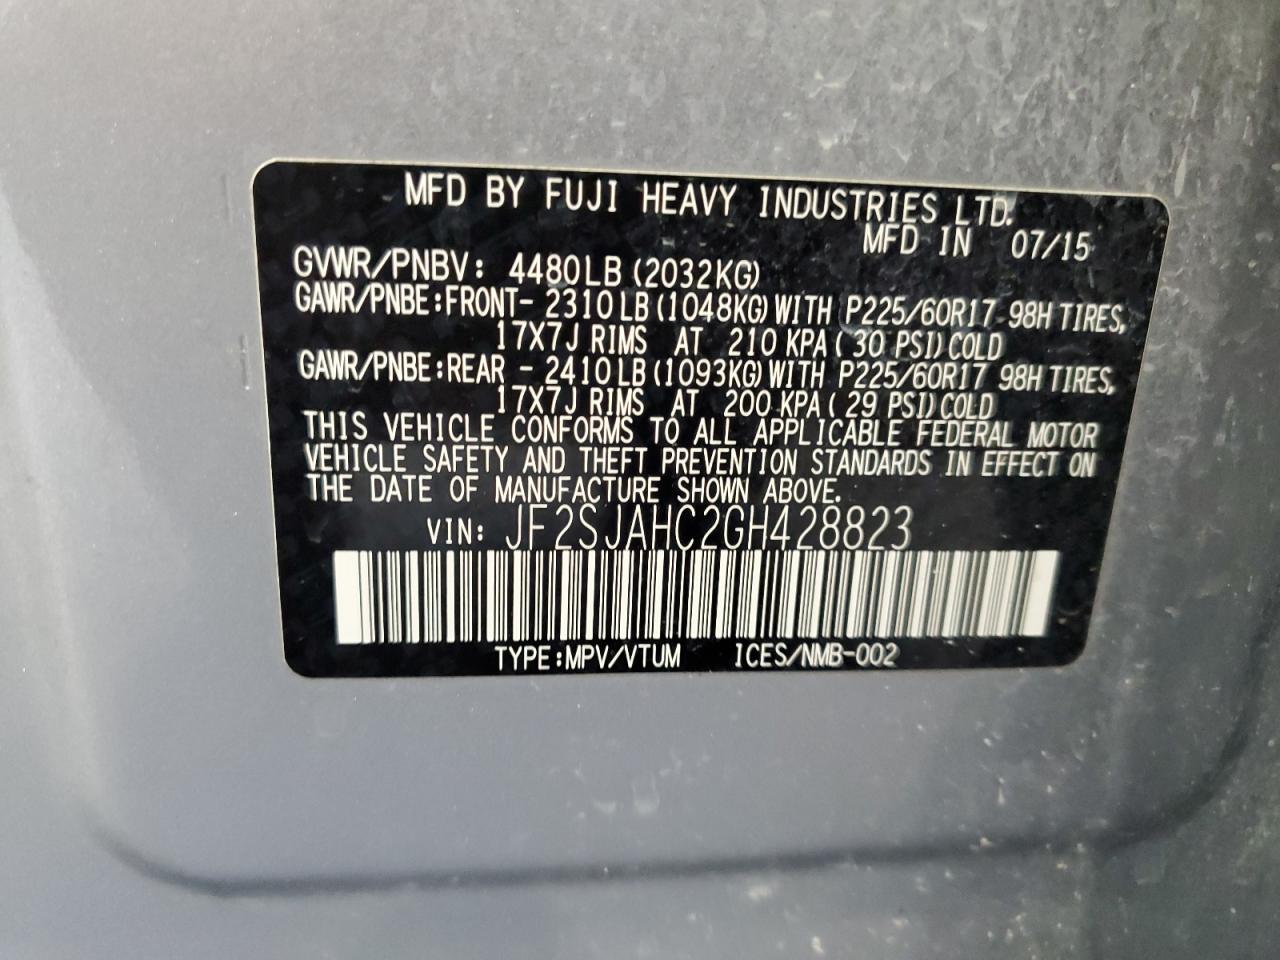 MFD BY FUJI HEAVY INDUSTRIES LTD.
MFD IN 07/15
GVWR/PNBV: 4480LB (2032KG)
GAWR/PNBE:FRONT- 2310LB (1048KG) WITH P225/60R17 98H TIRES,
17X7J RIMS AT 210 KPA ( 30 PSI) COLD
GAWR/PNBE:REAR - 2410LB (1093KG) WITH P225/60R17 98H TIRES,
17X7J RIMS AT 200 KPA ( 29 PSI) COLD
THIS VEHICLE CONFORMS TO ALL APPLICABLE FEDERAL MOTOR
VEHICLE SAFETY AND THEFT PREVENTION STANDARDS IN EFFECT ON
THE DATE OF MANUFACTURE SHOWN ABOVE.
VIN: JF2SJAHC2GH428823
TYPE:MPV/VTUM ICES/NMB-002